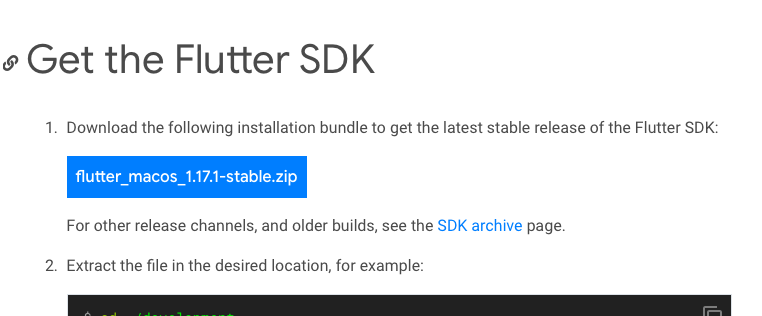 Get the Flutter SDK
1. Download the following installation bundle to get the latest stable release of the Flutter SDK:
flutter_macos_1.17.1-stable.zip
For other release channels, and older builds, see the SDK archive page.
2. Extract the file in the desired location, for example: